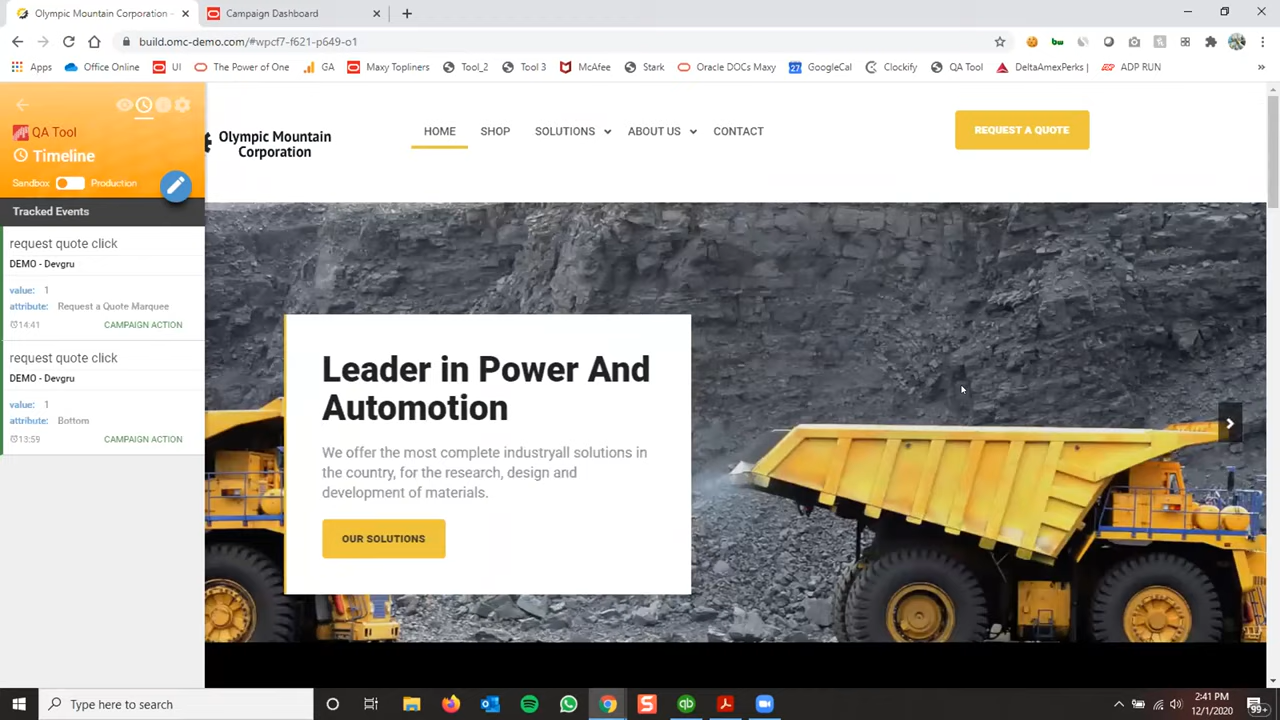 Olympic Mountain Corporation -
Campaign Dashboard
build.omc-demo.com/#wpcf7-f621-p649-o1
Apps
Office Online
UI
The Power of One
GA
Maxy Topliners
Tool_2
Tool 3
McAfee
Stark
Oracle DOCs Maxy
GoogleCal
Clockify
QA Tool
DeltaAmexPerks |
ADP RUN
QA Tool
Timeline
Sandbox
Production
Tracked Events
request quote click
DEMO - Devgru
value: 1
attribute: Request a Quote Marquee
14:41 CAMPAIGN ACTION
request quote click
DEMO - Devgru
value: 1
attribute: Bottom
13:59 CAMPAIGN ACTION
Olympic Mountain
Corporation
HOME
SHOP
SOLUTIONS
ABOUT US
CONTACT
REQUEST A QUOTE
Leader in Power And
Automotion
We offer the most complete industryall solutions in
the country, for the research, design and
development of materials.
OUR SOLUTIONS
Type here to search
2:41 PM
12/1/2020
99+